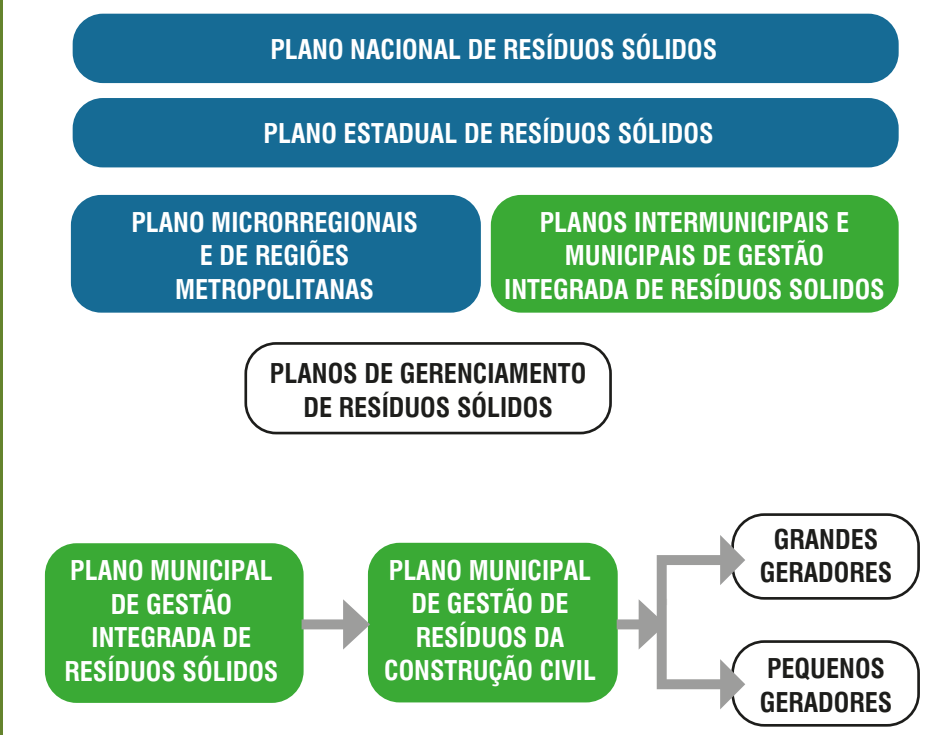 PLANO NACIONAL DE RESÍDUOS SÓLIDOS
PLANO ESTADUAL DE RESÍDUOS SÓLIDOS
PLANO MICRORREGIONAIS
E DE REGIÕES
METROPOLITANAS
PLANOS INTERMUNICIPAIS E
MUNICIPAIS DE GESTÃO
INTEGRADA DE RESÍDUOS SOLIDOS
PLANOS DE GERENCIAMENTO
DE RESÍDUOS SÓLIDOS
PLANO MUNICIPAL
DE GESTÃO
INTEGRADA DE
RESÍDUOS SÓLIDOS
PLANO MUNICIPAL
DE GESTÃO DE
RESÍDUOS DA
CONSTRUÇÃO CIVIL
GRANDES
GERADORES
PEQUENOS
GERADORES